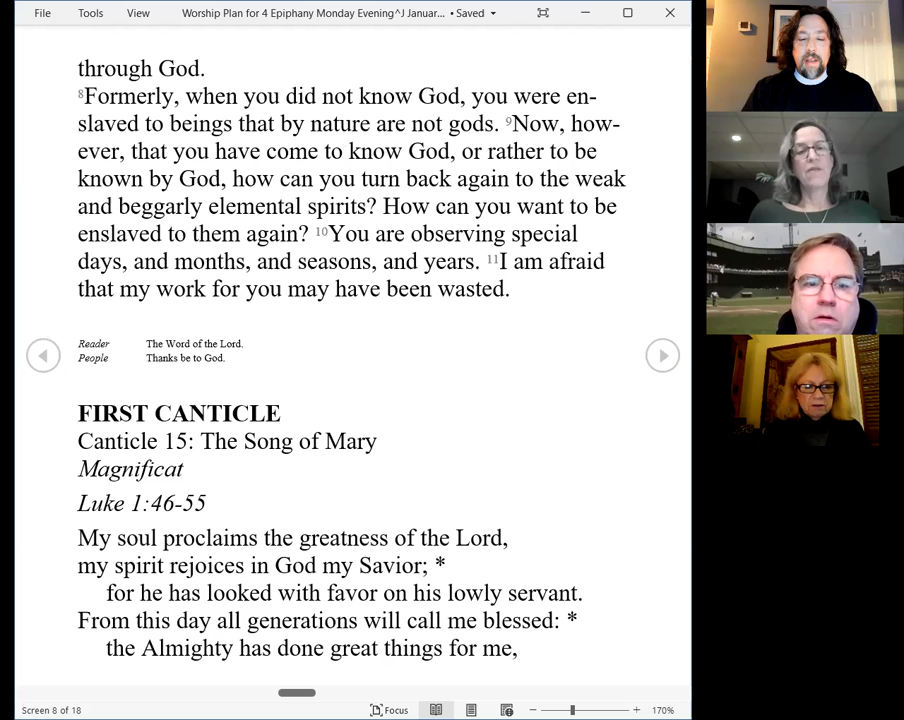 File Tools View Worship Plan for 4 Epiphany Monday Evening^J Januar... • Saved
through God.
8Formerly, when you did not know God, you were en-
slaved to beings that by nature are not gods. 9Now, how-
ever, that you have come to know God, or rather to be
known by God, how can you turn back again to the weak
and beggarly elemental spirits? How can you want to be
enslaved to them again? 10You are observing special
days, and months, and seasons, and years. 11I am afraid
that my work for you may have been wasted.
Reader The Word of the Lord.
People Thanks be to God.
FIRST CANTICLE
Canticle 15: The Song of Mary
Magnificat
Luke 1:46-55
My soul proclaims the greatness of the Lord,
my spirit rejoices in God my Savior; *
for he has looked with favor on his lowly servant.
From this day all generations will call me blessed: *
the Almighty has done great things for me,
Screen 8 of 18 Focus 170%